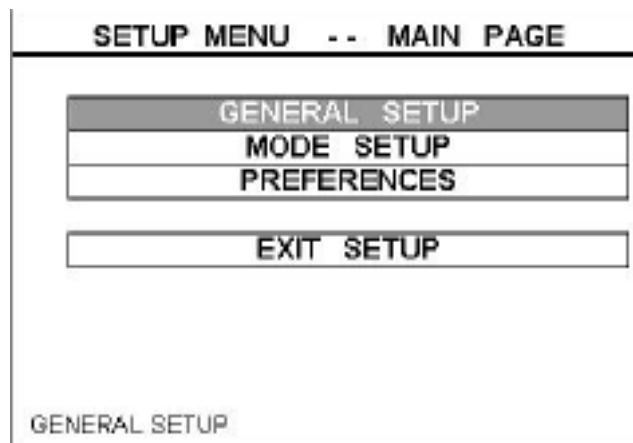 SETUP MENU -- MAIN PAGE
GENERAL SETUP
MODE SETUP
PREFERENCES
EXIT SETUP
GENERAL SETUP